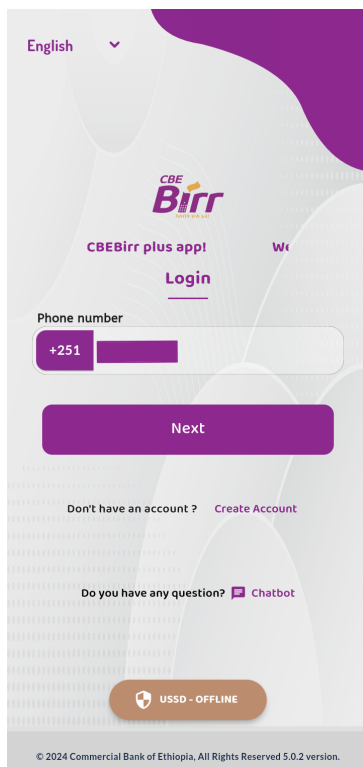 English
CBE
Birr
CBEBirr plus app!
Login
Phone number
+251
Next
Don't have an account ? Create Account
Do you have any question? Chatbot
USSD - OFFLINE
© 2024 Commercial Bank of Ethiopia, All Rights Reserved 5.0.2 version.